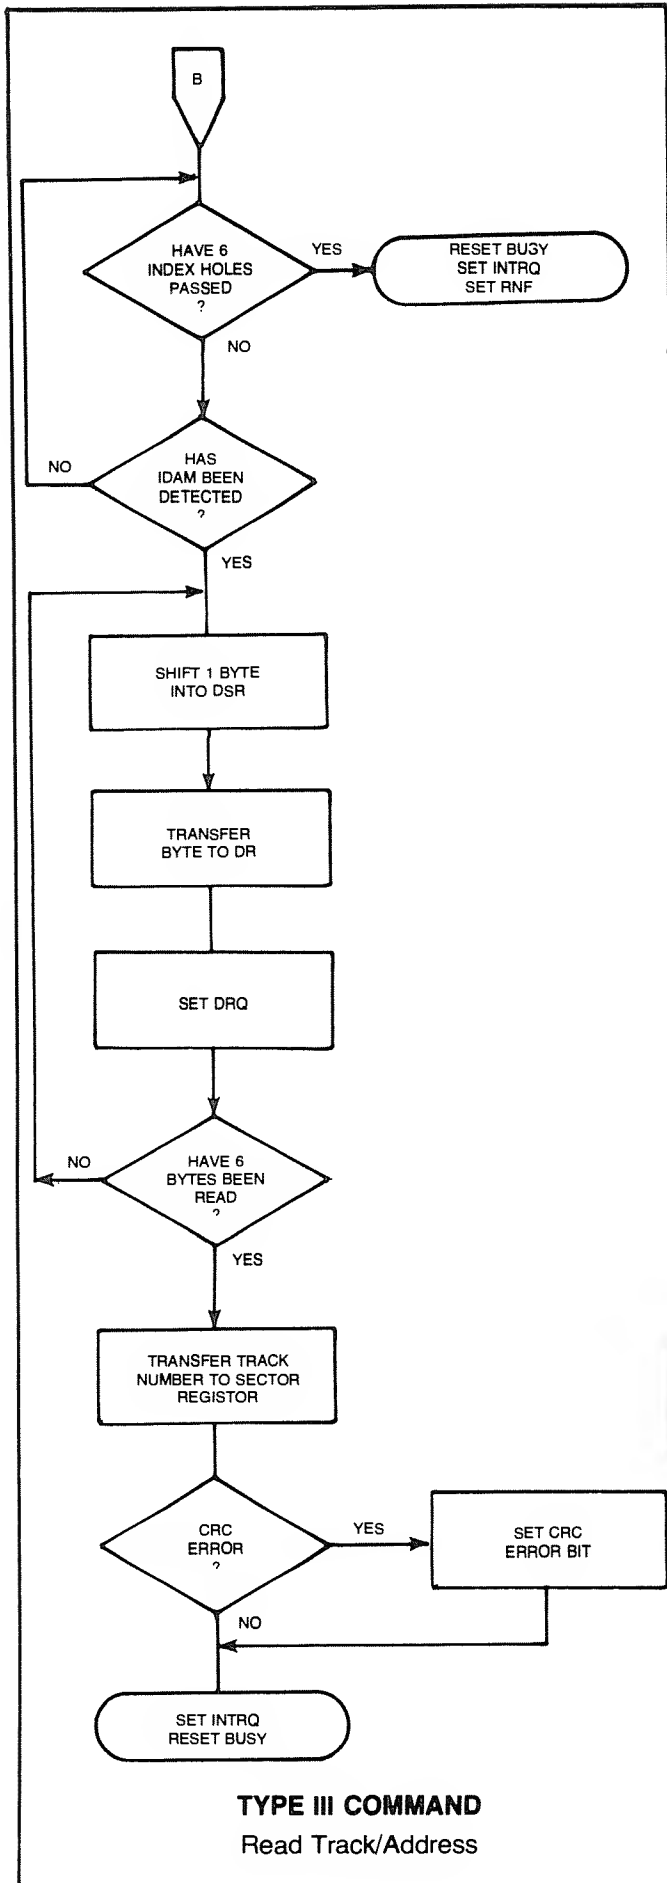 B
HAVE 6
INDEX HOLES
PASSED
?
YES
RESET BUSY
SET INTRQ
SET RNF
NO
HAS
IDAM BEEN
DETECTED
?
NO
YES
SHIFT 1 BYTE
INTO DSR
TRANSFER
BYTE TO DR
SET DRQ
HAVE 6
BYTES BEEN
READ
?
NO
YES
TRANSFER TRACK
NUMBER TO SECTOR
REGISTOR
CRC
ERROR
?
YES
SET CRC
ERROR BIT
NO
SET INTRQ
RESET BUSY
TYPE III COMMAND
Read Track/Address